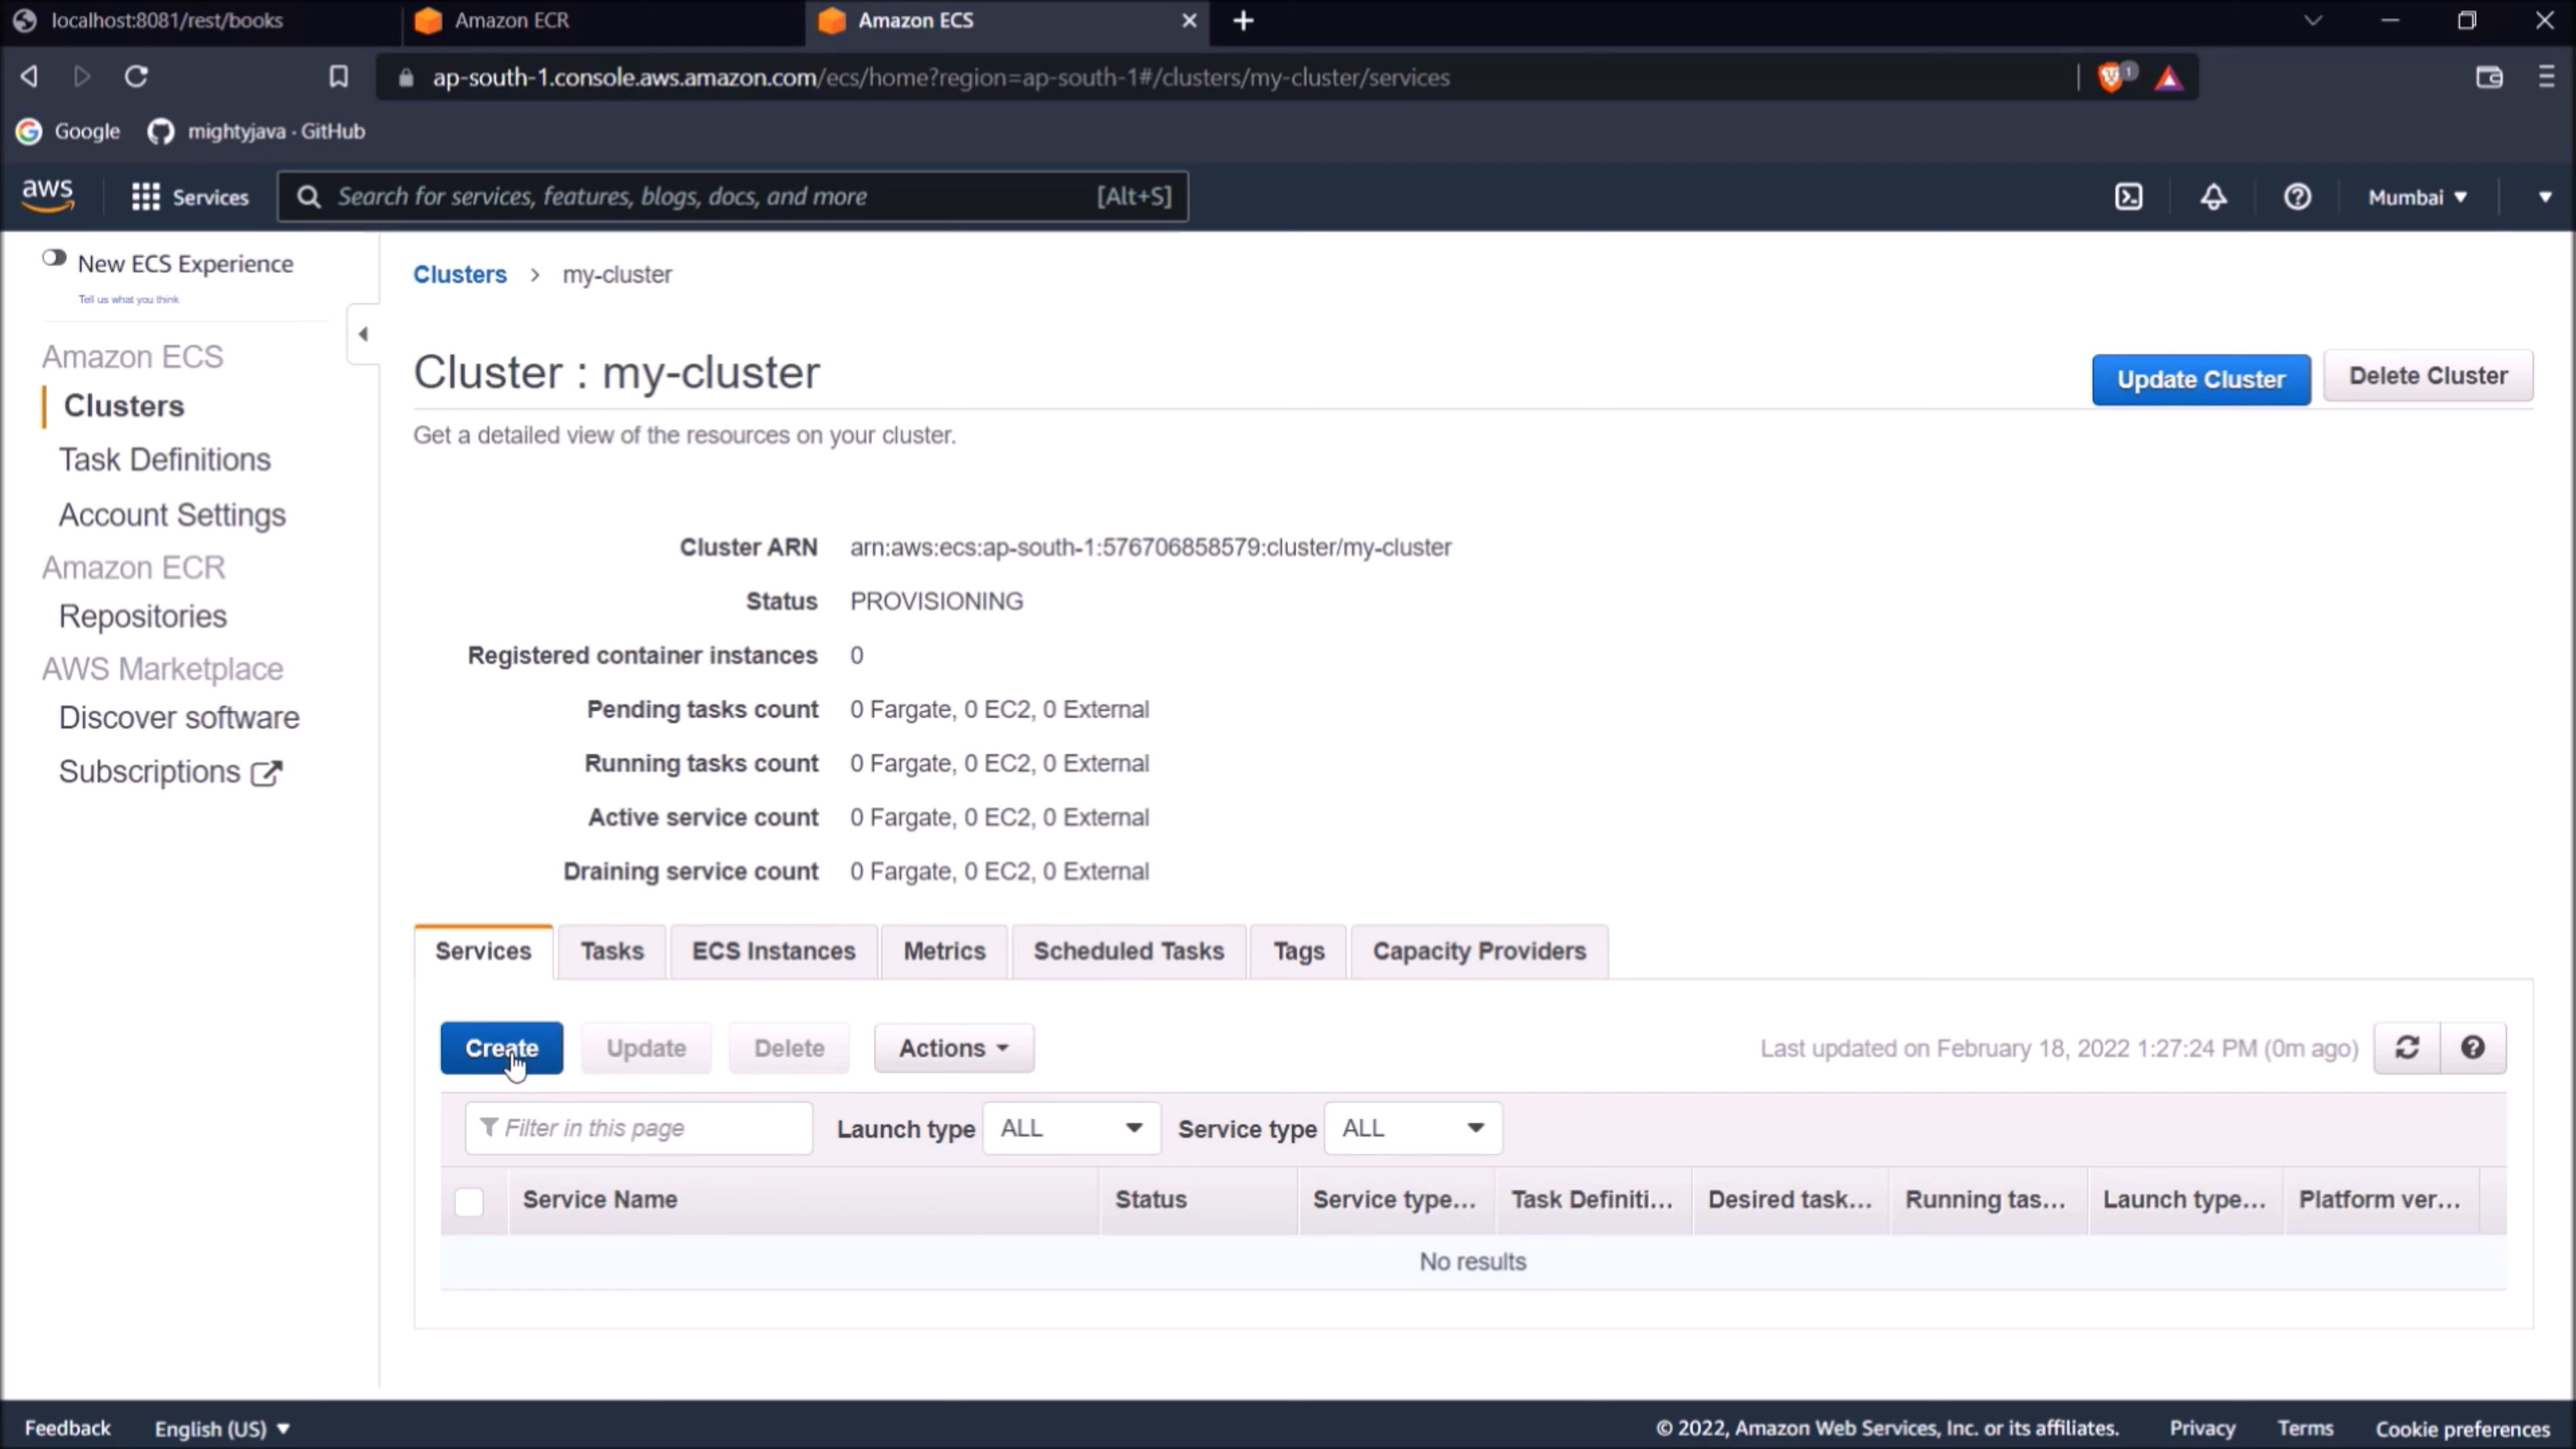 localhost:8081/rest/books
Amazon ECR
Amazon ECS
ap-south-1.console.aws.amazon.com/ecs/home?region=ap-south-1#/clusters/my-cluster/services
1
Google
mightyjava · GitHub
aws
Services
Search for services, features, blogs, docs, and more
[Alt+S]
Mumbai
New ECS Experience
Tell us what you think
Amazon ECS
Clusters
Task Definitions
Account Settings
Amazon ECR
Repositories
AWS Marketplace
Discover software
Subscriptions
Clusters > my-cluster
Cluster : my-cluster
Update Cluster
Delete Cluster
Get a detailed view of the resources on your cluster.
Cluster ARN arn:aws:ecs:ap-south-1:576706858579:cluster/my-cluster
Status PROVISIONING
Registered container instances 0
Pending tasks count 0 Fargate, 0 EC2, 0 External
Running tasks count 0 Fargate, 0 EC2, 0 External
Active service count 0 Fargate, 0 EC2, 0 External
Draining service count 0 Fargate, 0 EC2, 0 External
Services Tasks ECS Instances Metrics Scheduled Tasks Tags Capacity Providers
Create Update Delete Actions
Last updated on February 18, 2022 1:27:24 PM (0m ago)
Filter in this page Launch type ALL Service type ALL
Service Name Status Service type... Task Definiti... Desired task... Running tas... Launch type... Platform ver...
No results
Feedback English (US) © 2022, Amazon Web Services, Inc. or its affiliates. Privacy Terms Cookie preferences